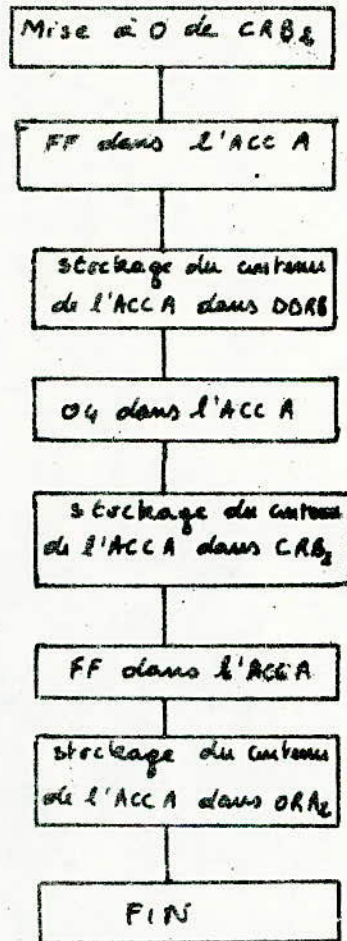 Mise à 0 de CRB₂
FF dans l'ACC A
stockage du contenu
de l'ACC A dans DDRB
04 dans l'ACC A
stockage du contenu
de l'ACC A dans CRB₂
FF dans l'ACC A
stockage du contenu
de l'ACC A dans ORA₂
FIN